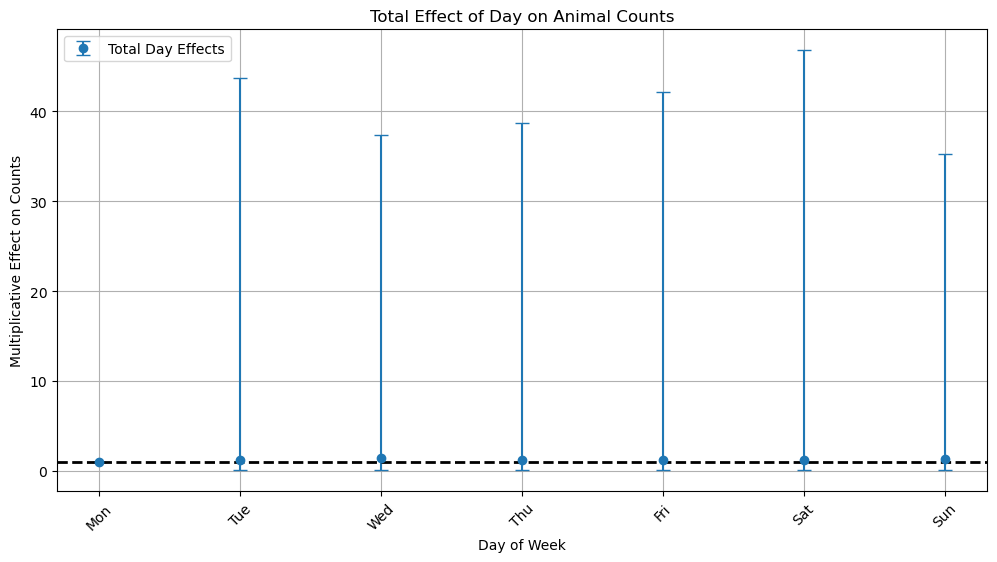 Total Effect of Day on Animal Counts
Total Day Effects
Multiplicative Effect on Counts
40
30
20
10
0
Mon
Tue
Wed
Thu
Fri
Sat
Sun
Day of Week